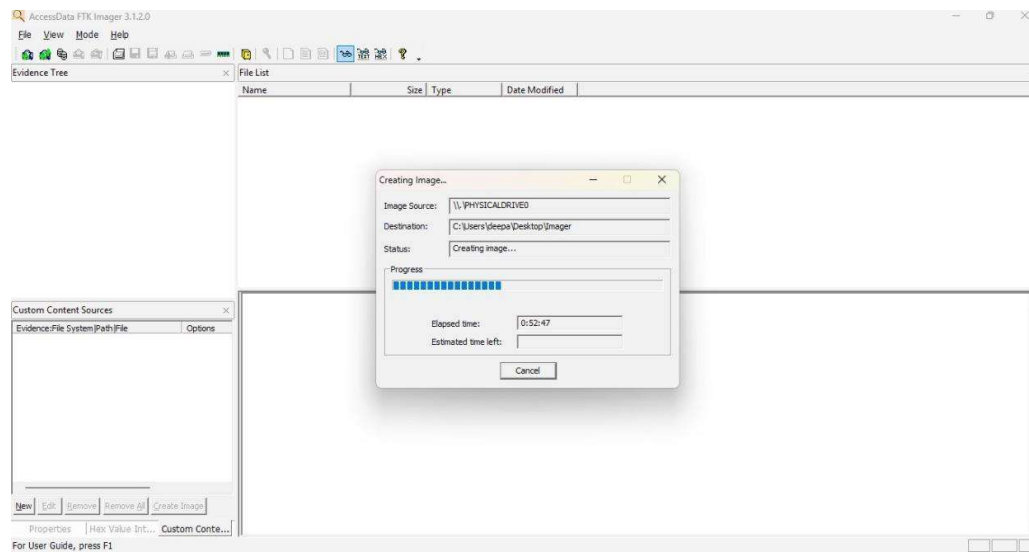 AccessData FTK Imager 3.1.2.0
File View Mode Help
Evidence Tree
File List
Name Size Type Date Modified
Creating Image...
Image Source: \\.\PHYSICALDRIVE0
Destination: C:\Users\deepa\Desktop\Imager
Status: Creating image...
Progress
Elapsed time: 0:52:47
Estimated time left:
Cancel
Custom Content Sources
Evidence:File System|Path|File Options
New Edit Remove Remove All Create Image
Properties Hex Value Int... Custom Conte...
For User Guide, press F1